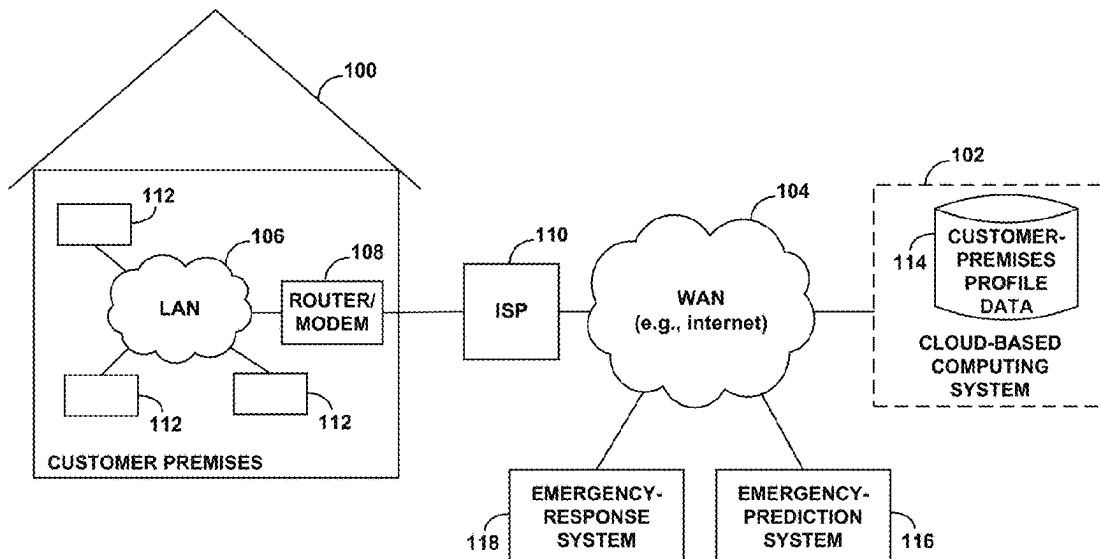 100
112
106
108
LAN
ROUTER/
MODEM
112
112
CUSTOMER PREMISES
110
ISP
104
WAN
(e.g., internet)
102
114
CUSTOMER-
PREMISES
PROFILE
DATA
CLOUD-BASED
COMPUTING
SYSTEM
EMERGENCY-
RESPONSE
SYSTEM
118
EMERGENCY-
PREDICTION
SYSTEM
116